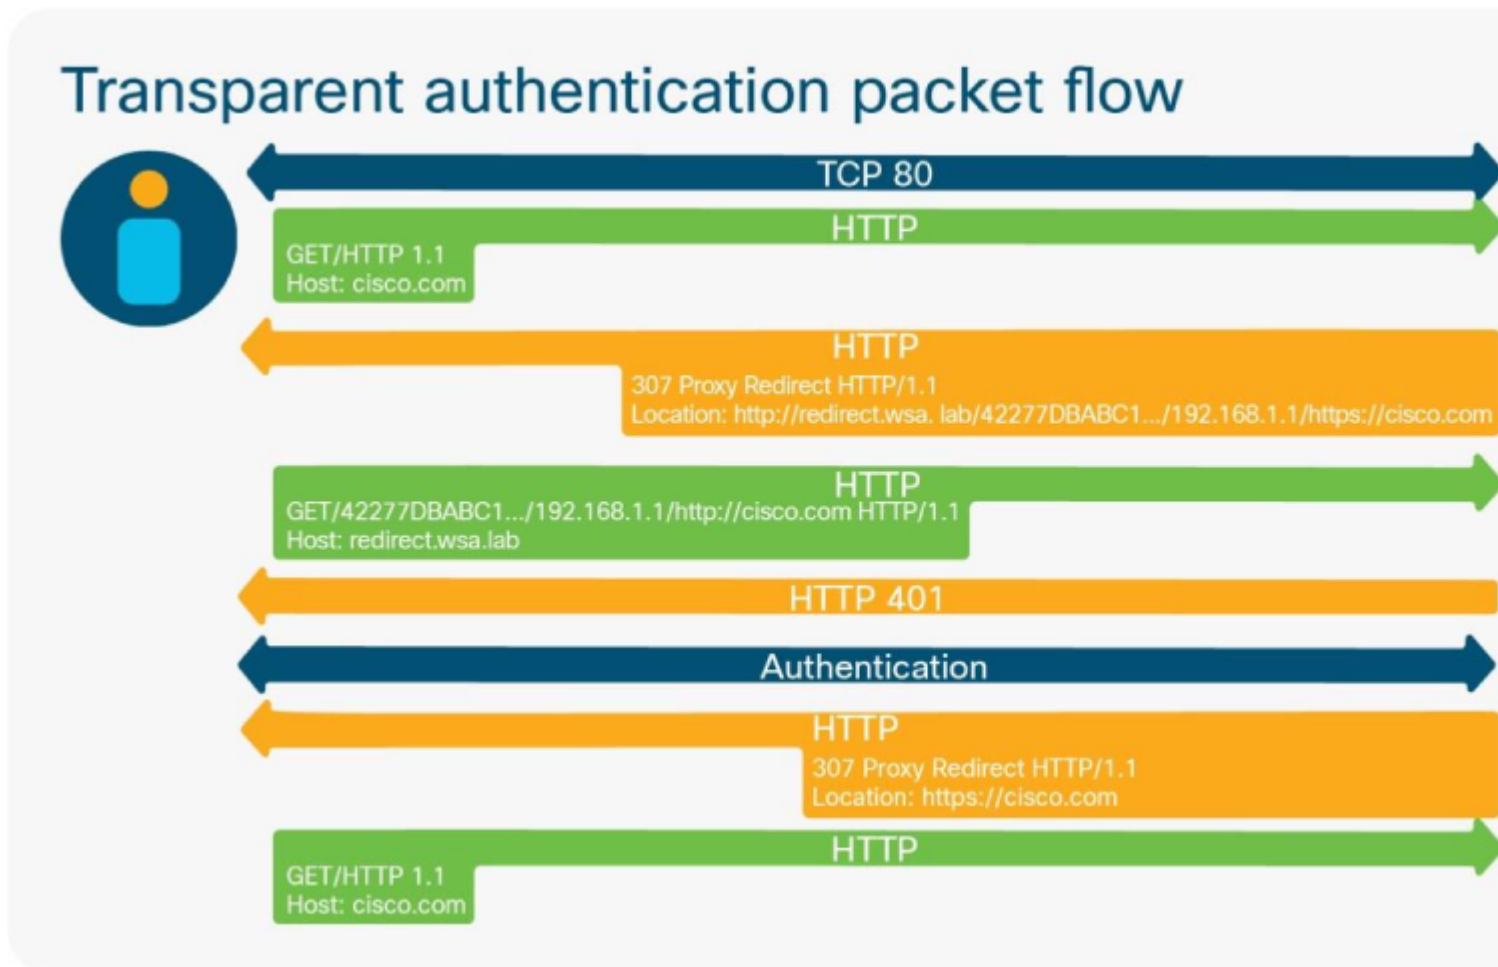 Transparent authentication packet flow
TCP 80
HTTP
GET/HTTP 1.1
Host: cisco.com
HTTP
307 Proxy Redirect HTTP/1.1
Location: http://redirect.wsa. lab/42277DBABC1.../192.168.1.1/https://cisco.com
HTTP
GET/42277DBABC1.../192.168.1.1/http://cisco.com HTTP/1.1
Host: redirect.wsa.lab
HTTP 401
Authentication
HTTP
307 Proxy Redirect HTTP/1.1
Location: https://cisco.com
HTTP
GET/HTTP 1.1
Host: cisco.com